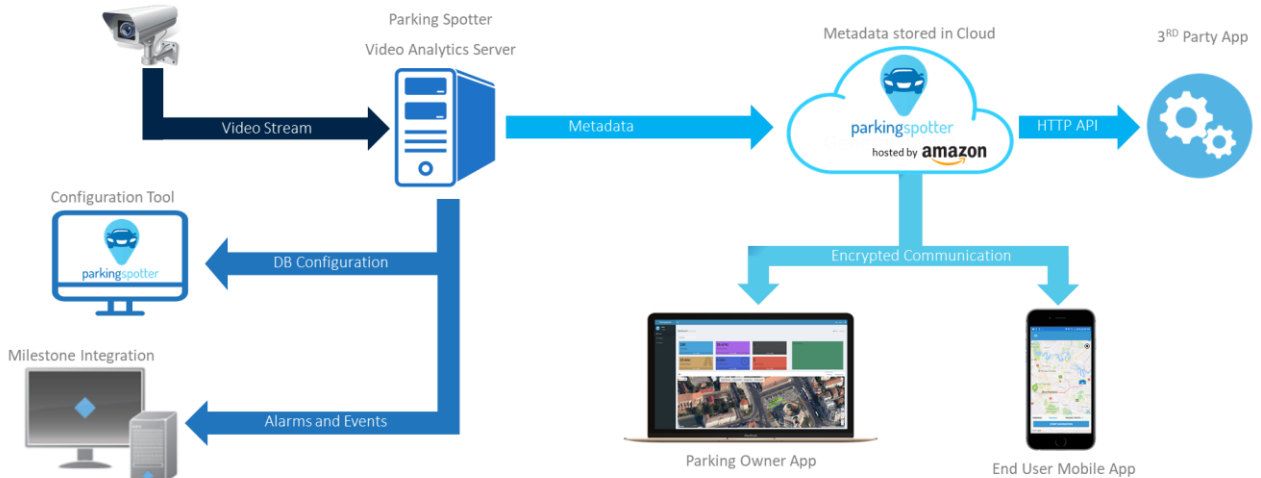 Parking Spotter
Video Analytics Server
Metadata stored in Cloud
3RD Party App
Video Stream
Metadata
parkingspotter
hosted by amazon
HTTP API
Configuration Tool
parkingspotter
DB Configuration
Encrypted Communication
Milestone Integration
Alarms and Events
Parking Owner App
End User Mobile App